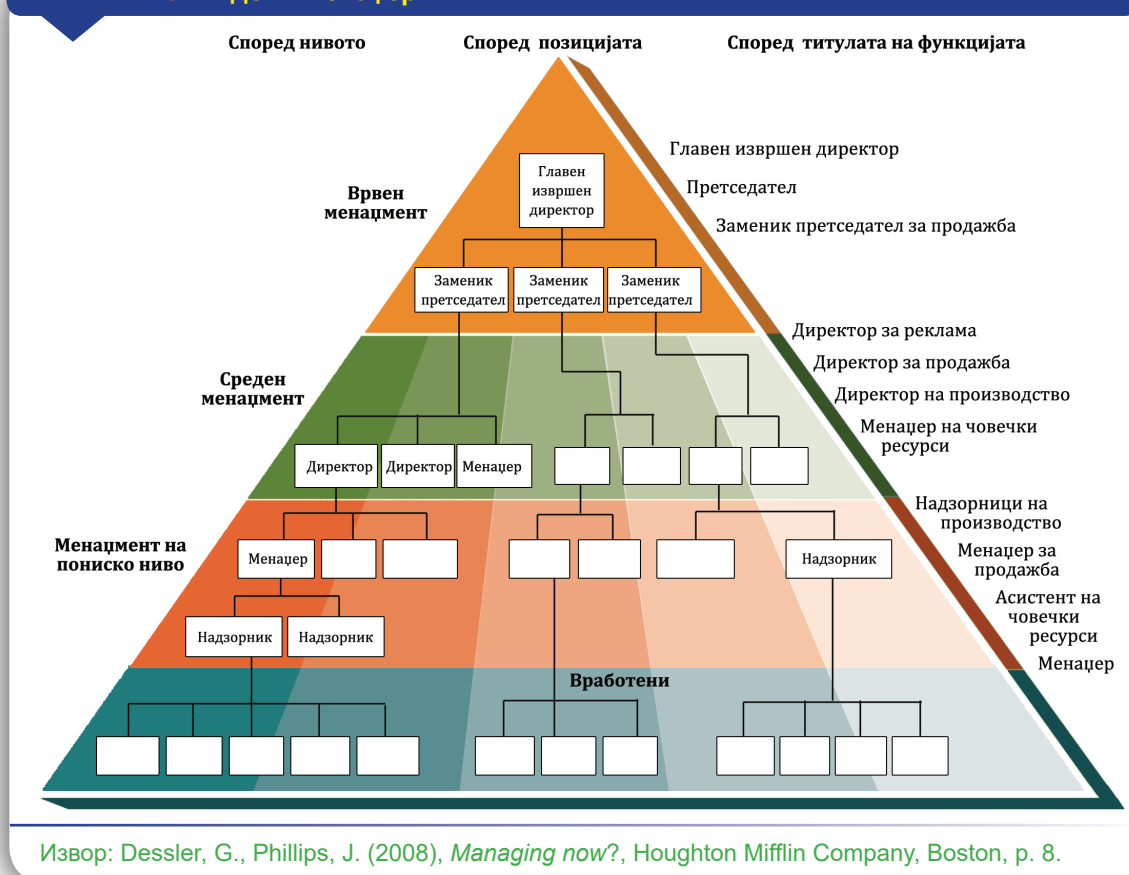 Според нивото
Според позицијата
Според титулата на функцијата
Главен
извршен
директор
Врвен
менаџмент
Главен извршен директор
Претседател
Заменик претседател за продажба
Заменик
претседател
Заменик
претседател
Заменик
претседател
Среден
менаџмент
Директор за реклама
Директор за продажба
Директор на производство
Менаџер на човечки
ресурси
Директор
Директор
Менаџер
Менаџмент на
пониско ниво
Надзорници на
производство
Менаџер за
продажба
Асистент на
човечки
ресурси
Менаџер
Менаџер
Надзорник
Надзорник
Надзорник
Вработени
Извор: Dessler, G., Phillips, J. (2008), Managing now?, Houghton Mifflin Company, Boston, p. 8.